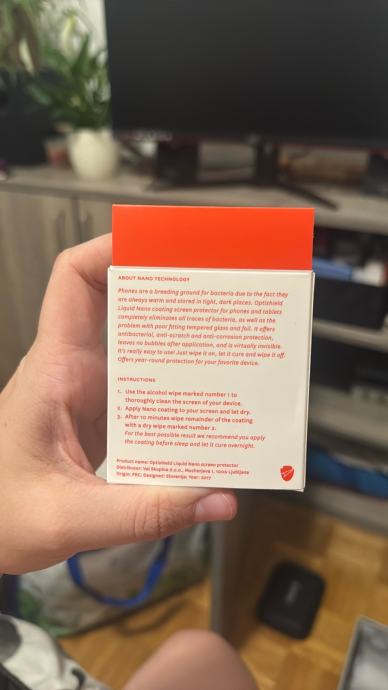 ABOUT NANO TECHNOLOGY
Phones are a breeding ground for bacteria due to the fact they
are always warm and stored in tight, dark places. Optishield
Liquid Nano coating screen protector for phones and tablets
completely eliminates all traces of bacteria, as well as the
problem with poor fitting tempered glass and foil. It offers
antibacterial, anti-scratch and anti-corrosion protection,
leaves no bubbles after application, and is virtually invisible.
It's really easy to use! Just wipe it on, let it cure and wipe it off.
Offers year-round protection for your favorite device.
INSTRUCTIONS
1. Use the alcohol wipe marked number 1 to
thoroughly clean the screen of your device.
2. Apply Nano coating to your screen and let dry.
3. After 10 minutes wipe remainder of the coating
with a dry wipe marked number 2.
For the best possible result we recommend you apply
the coating before sleep and let it cure overnight.
Product name: OptiShield Liquid Nano screen protector
Distributor: Val Skupina d.o.o., Mucherjeva 1, 1000 Ljubljana
Origin: PRC; Designed: Slovenija; Year: 2017